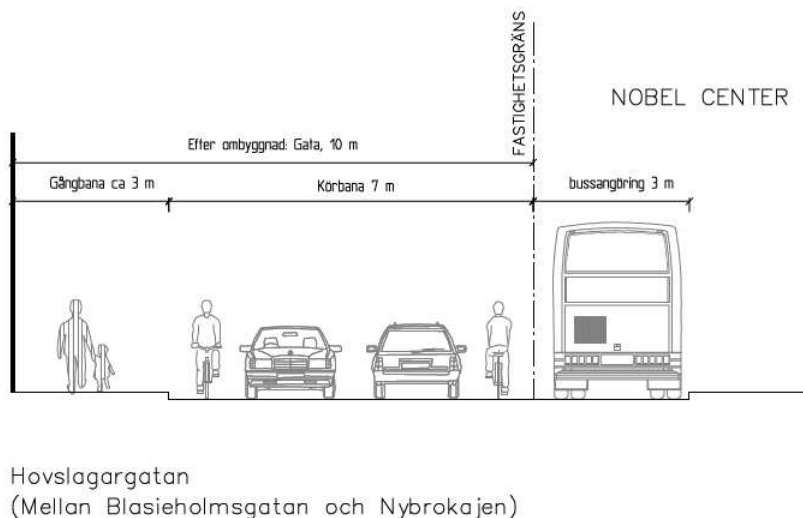 FASTIGHETSGRÄNS
NOBEL CENTER
Efter ombyggnad: Gata, 10 m
Gångbana ca 3 m
Körbana 7 m
bussangöring 3 m
Hovslagargatan
(Mellan Blasieholmsgatan och Nybrokajen)